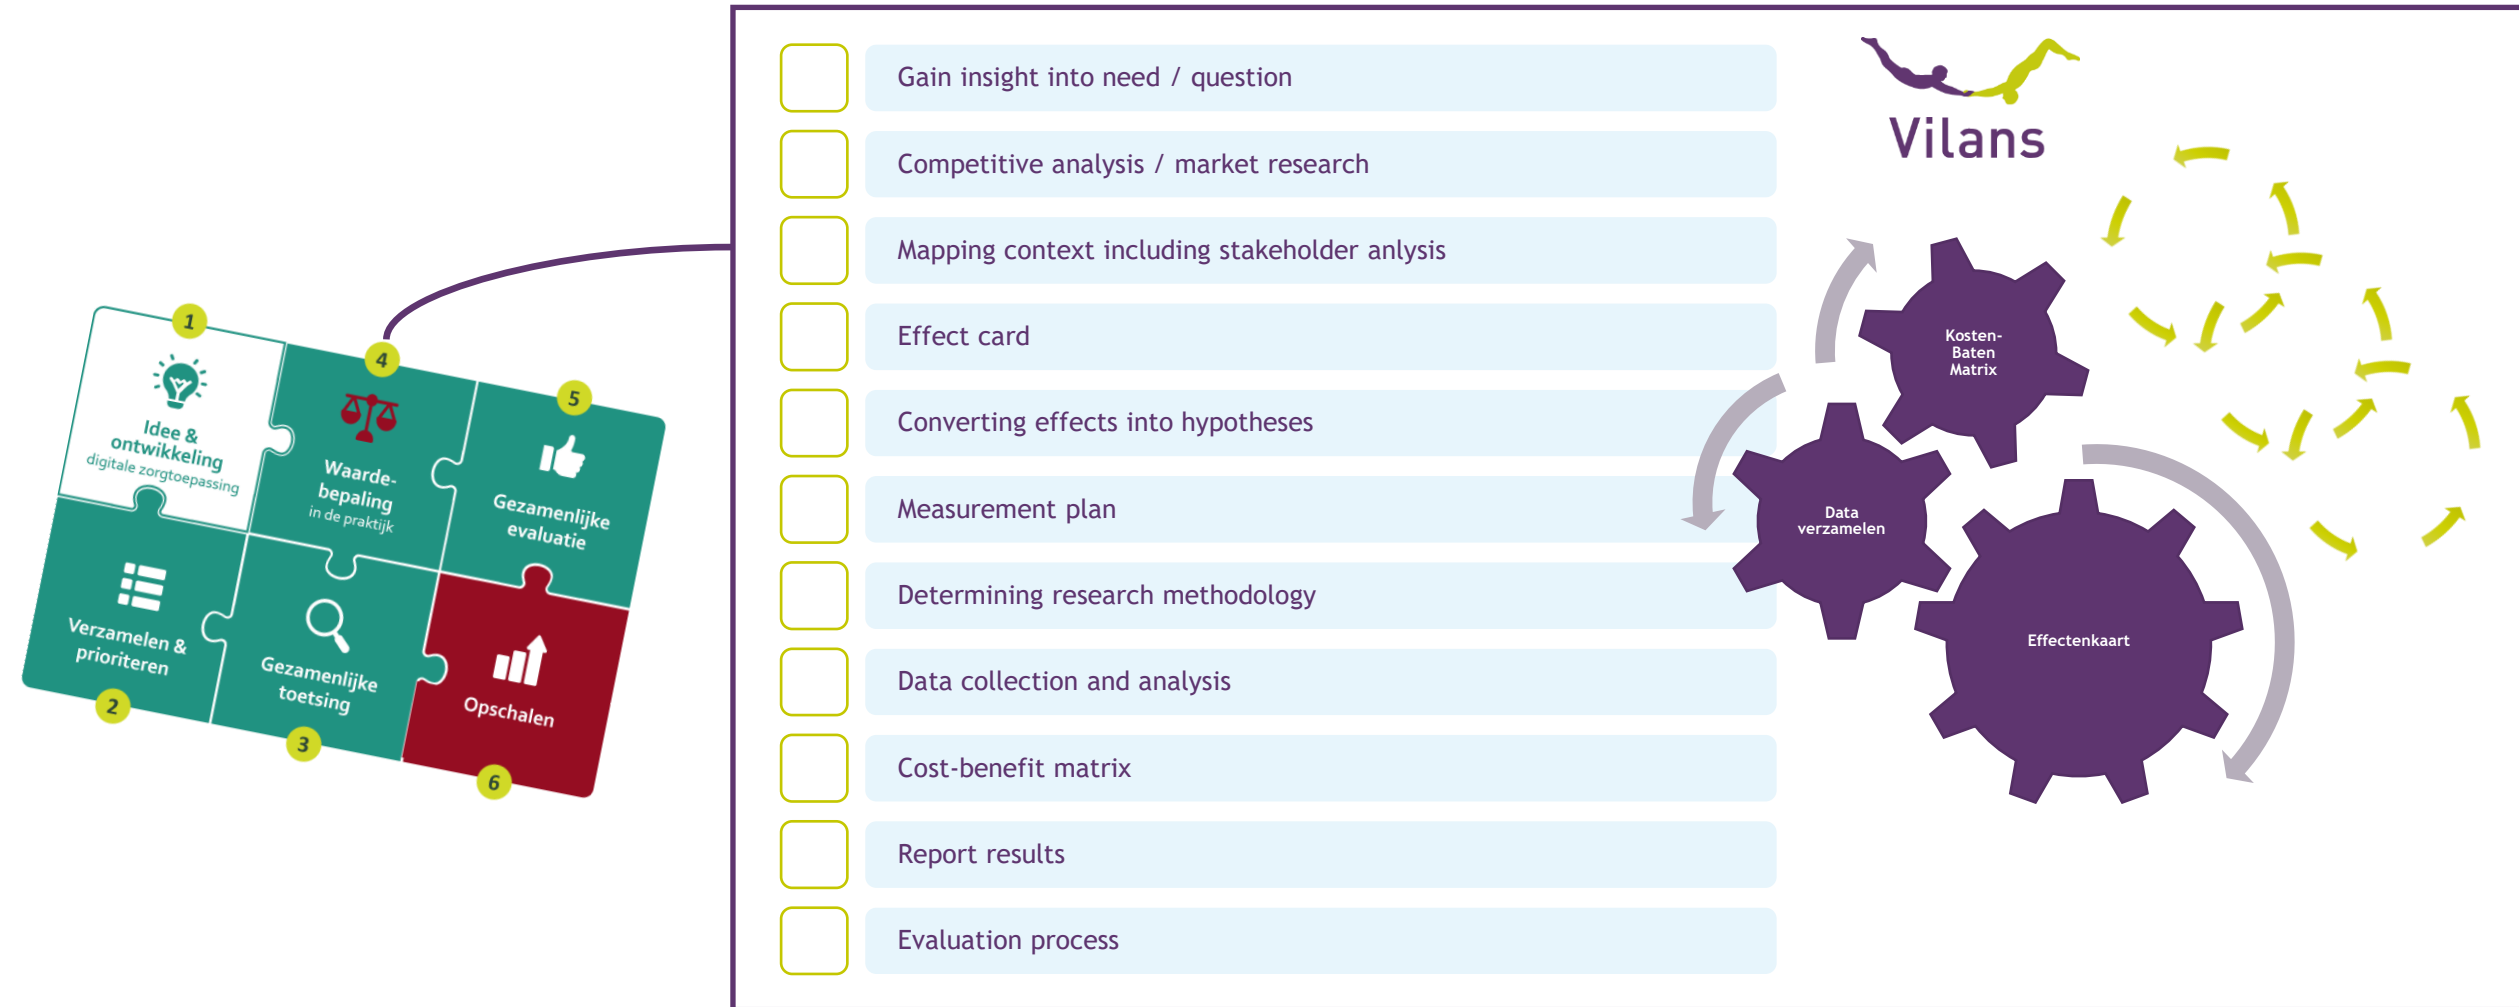 1
Idee &
ontwikkeling
digitale zorgtoepassing
4
Waarde-
bepaling
in de praktijk
5
Gezamenlijke
evaluatie
Verzamelen &
prioriteren
2
Gezamenlijke
toetsing
3
Opschalen
6
Gain insight into need / question
Competitive analysis / market research
Mapping context including stakeholder anlysis
Effect card
Converting effects into hypotheses
Measurement plan
Determining research methodology
Data collection and analysis
Cost-benefit matrix
Report results
Evaluation process
Vilans
Kosten-
Baten
Matrix
Data
verzamelen
Effectenkaart